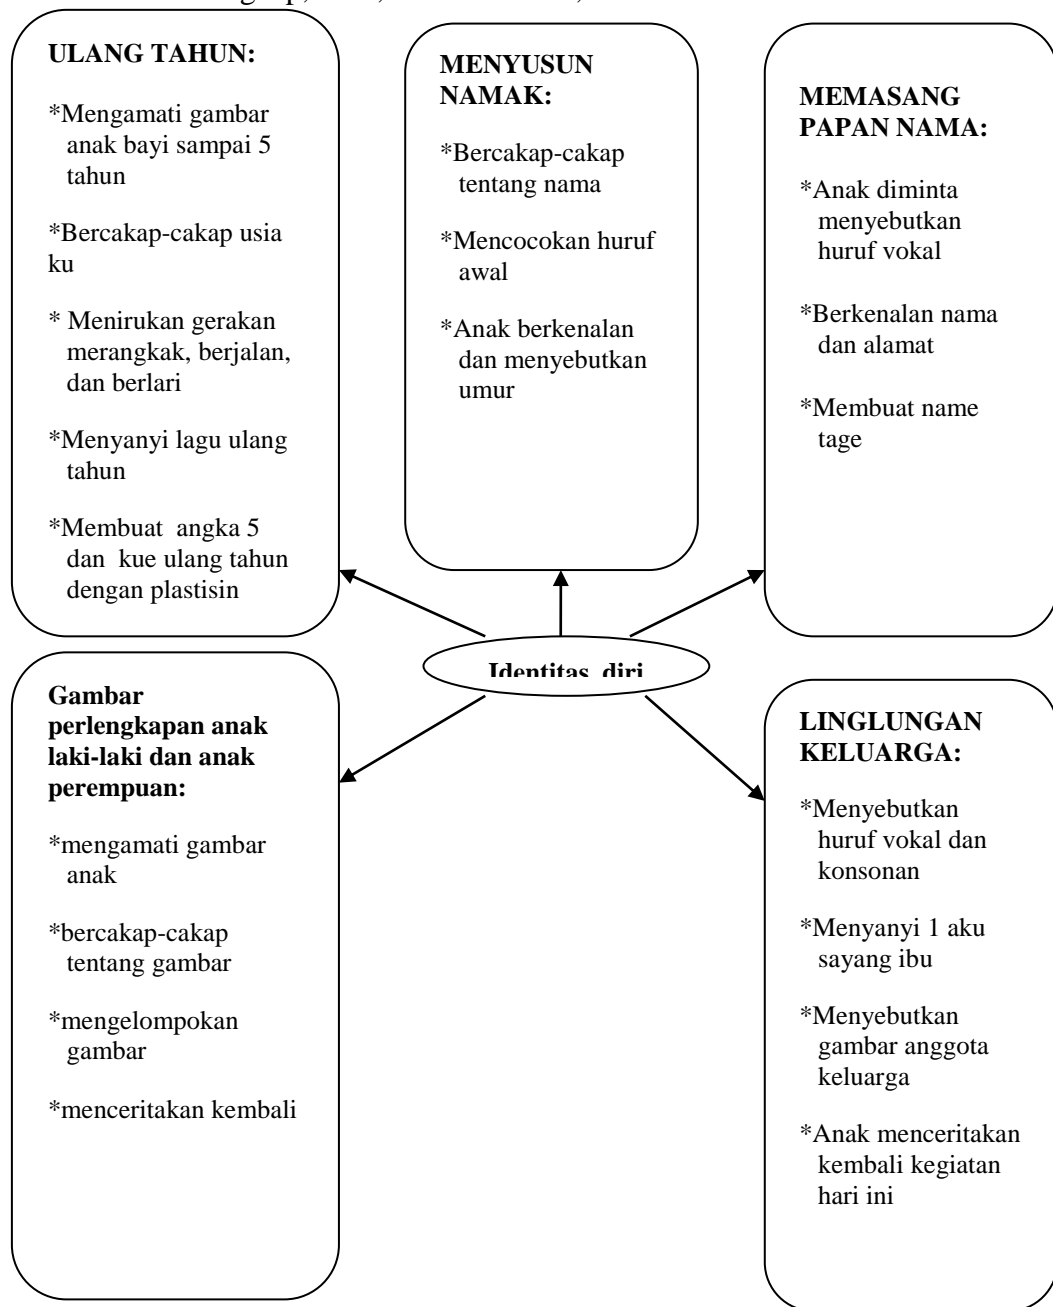 ULANG TAHUN:
*Mengamati gambar
anak bayi sampai 5
tahun
*Bercakap-cakap usia
ku
* Menirukan gerakan
merangkak, berjalan,
dan berlari
*Menyanyi lagu ulang
tahun
*Membuat angka 5
dan kue ulang tahun
dengan plastisin
MENYUSUN
NAMAK:
*Bercakap-cakap
tentang nama
*Mencocokan huruf
awal
*Anak berkenalan
dan menyebutkan
umur
MEMASANG
PAPAN NAMA:
*Anak diminta
menyebutkan
huruf vokal
*Berkenalan nama
dan alamat
*Membuat name
tage
Identitas diri
Gambar
perlengkapan anak
laki-laki dan anak
perempuan:
*mengamati gambar
anak
*bercakap-cakap
tentang gambar
*mengelompokan
gambar
*menceritakan kembali
LINGLUNGAN
KELUARGA:
*Menyebutkan
huruf vokal dan
konsonan
*Menyanyi 1 aku
sayang ibu
*Menyebutkan
gambar anggota
keluarga
*Anak menceritakan
kembali kegiatan
hari ini